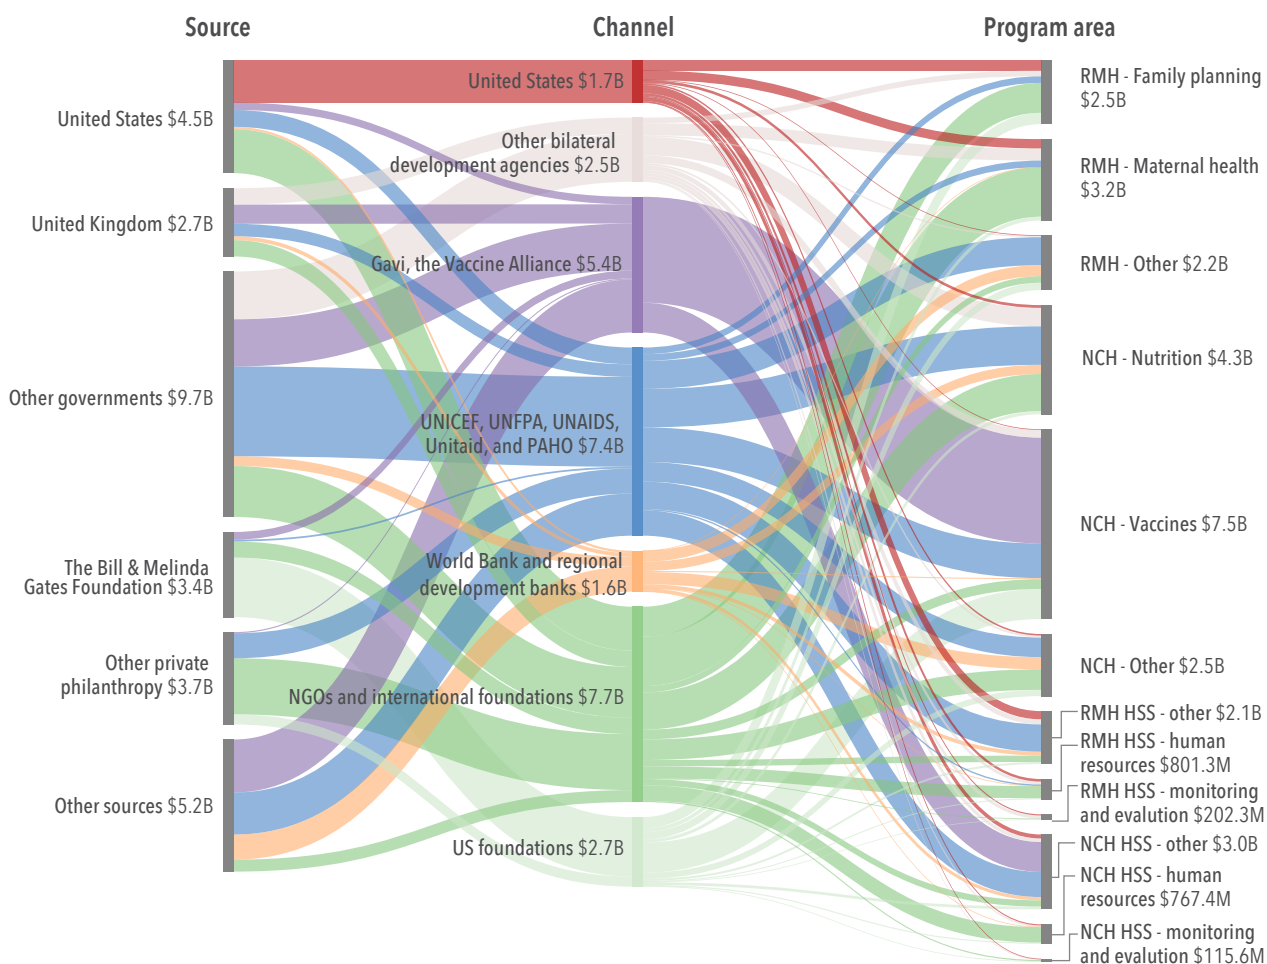 Source
Channel
Program area
United States $4.5B
United Kingdom $2.7B
Other governments $9.7B
The Bill & Melinda
Gates Foundation $3.4B
Other private
philanthropy $3.7B
Other sources $5.2B
United States $1.7B
Other bilateral
development agencies $2.5B
Gavi, the Vaccine Alliance $5.4B
UNICEF, UNFPA, UNAIDS,
Unitaid, and PAHO $7.4B
World Bank and regional
development banks $1.6B
NGOs and international foundations $7.7B
US foundations $2.7B
RMH - Family planning
$2.5B
RMH - Maternal health
$3.2B
RMH - Other $2.2B
NCH - Nutrition $4.3B
NCH - Vaccines $7.5B
NCH - Other $2.5B
RMH HSS - other $2.1B
RMH HSS - human
resources $801.3M
RMH HSS - monitoring
and evalution $202.3M
NCH HSS - other $3.0B
NCH HSS - human
resources $767.4M
NCH HSS - monitoring
and evalution $115.6M